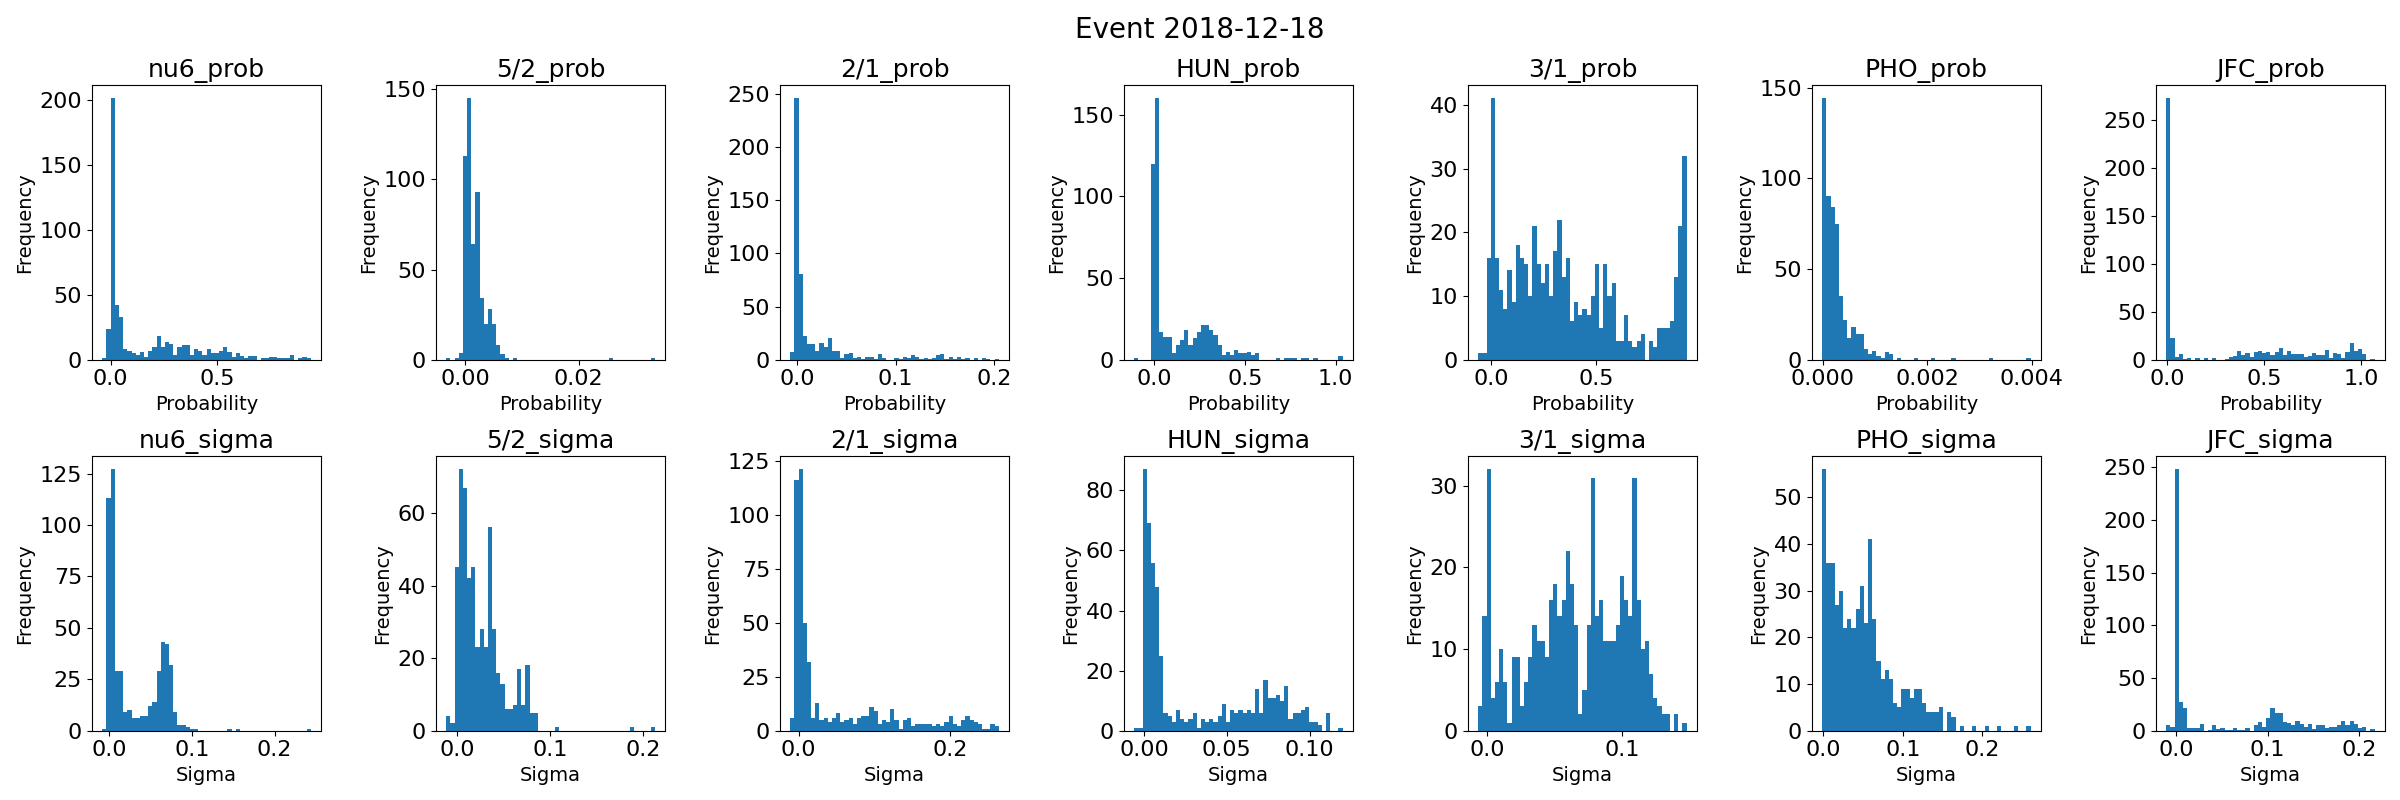 Event 2018-12-18
nu6_prob 5/2_prob 2/1_prob HUN_prob 3/1_prob PHO_prob JFC_prob
200
150
100
50
0
Frequency
0.0 0.5
Probability
150
100
50
0
Frequency
0.00 0.02
Probability
250
200
150
100
50
0
Frequency
0.0 0.1 0.2
Probability
150
100
50
0
Frequency
0.0 0.5 1.0
Probability
40
30
20
10
0
Frequency
0.0 0.5
Probability
150
100
50
0
Frequency
0.000 0.002 0.004
Probability
250
200
150
100
50
0
Frequency
0.0 0.5 1.0
Probability
nu6_sigma 5/2_sigma 2/1_sigma HUN_sigma 3/1_sigma PHO_sigma JFC_sigma
125
100
75
50
25
0
Frequency
0.0 0.1 0.2
Sigma
60
40
20
0
Frequency
0.0 0.1 0.2
Sigma
125
100
75
50
25
0
Frequency
0.0 0.2
Sigma
80
60
40
20
0
Frequency
0.00 0.05 0.10
Sigma
30
20
10
0
Frequency
0.0 0.1
Sigma
50
40
30
20
10
0
Frequency
0.0 0.1 0.2
Sigma
250
200
150
100
50
0
Frequency
0.0 0.1 0.2
Sigma